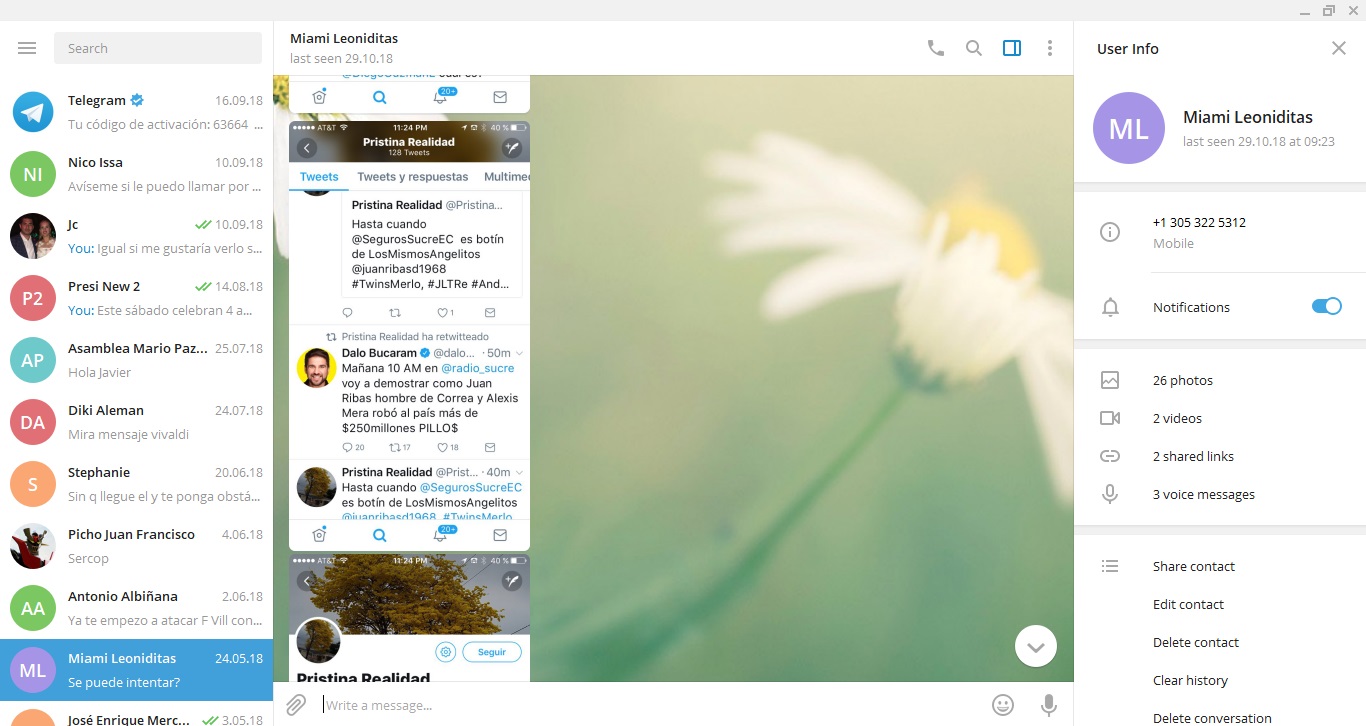 Search
Telegram 16.09.18
Tu código de activación: 63664 ...
Nico Issa 10.09.18
Avíseme si le puedo llamar por ...
Jc 10.09.18
You: Igual si me gustaría verlo s...
Presi New 2 14.08.18
You: Este sábado celebran 4 a...
Asamblea Mario Paz... 25.07.18
Hola Javier
Diki Aleman 24.07.18
Mira mensaje vivaldi
Stephanie 20.06.18
Sin q llegue el y te ponga obstá...
Picho Juan Francisco 4.06.18
Sercop
Antonio Albiñana 2.06.18
Ya te empezo a atacar F Vill con...
Miami Leoniditas 24.05.18
Se puede intentar?
José Enrique Merc... 3.05.18
NI
P2
AP
DA
S
AA
ML
Miami Leoniditas
last seen 29.10.18
20+
AT&T 11:24 PM 40 %
Pristina Realidad
128 Tweets
Tweets Tweets y respuestas Multimed
Pristina Realidad @Pristina...
Hasta cuando
@SegurosSucreEC es botín
de LosMismosAngelitos
@juanribasd1968
#TwinsMerlo, #JLTRe #And...
1
Pristina Realidad ha retwitteado
Dalo Bucaram @dalo... · 50m
Mañana 10 AM en @radio_sucre
voy a demostrar como Juan
Ribas hombre de Correa y Alexis
Mera robó al país más de
$250millones PILLO$
20 17 18
Pristina Realidad @Prist... · 40m
Hasta cuando @SegurosSucreEC
es botín de LosMismosAngelitos
@juanribasd1968, #TwinsMerlo
20+
AT&T 11:24 PM 40 %
Seguir
Pristina Realidad
Write a message...
User Info
ML
Miami Leoniditas
last seen 29.10.18 at 09:23
+1 305 322 5312
Mobile
Notifications
26 photos
2 videos
2 shared links
3 voice messages
Share contact
Edit contact
Delete contact
Clear history
Delete conversation